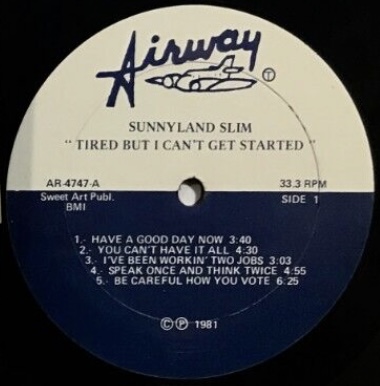 Airway
T
SUNNYLAND SLIM
"TIRED BUT I CAN'T GET STARTED"
AR-4747-A 33.3 RPM
Sweet Art Publ. SIDE 1
BMI
1.- HAVE A GOOD DAY NOW 3:40
2.- YOU CAN'T HAVE IT ALL 4:30
3.- I'VE BEEN WORKIN' TWO JOBS 3:03
4.- SPEAK ONCE AND THINK TWICE 4:55
5.- BE CAREFUL HOW YOU VOTE 6:25
© ℗ 1981